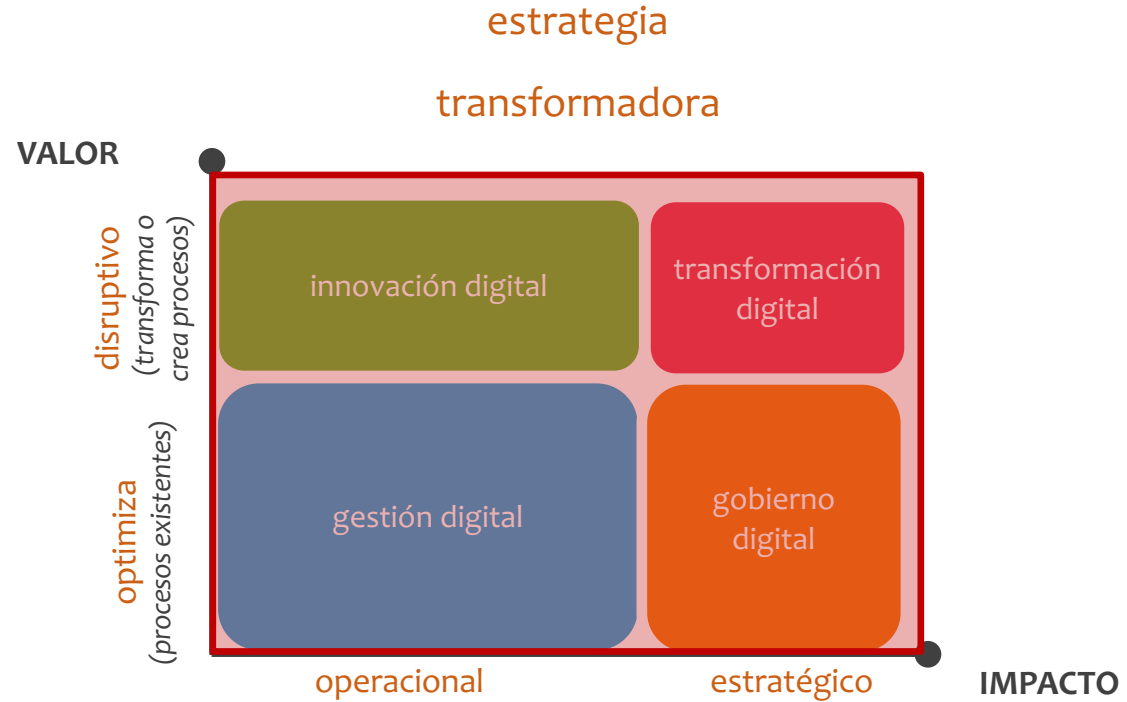 estrategia
transformadora
VALOR
disruptivo
(transforma o
crea procesos)
innovación digital
transformación
digital
optimiza
(procesos existentes)
gestión digital
gobierno
digital
operacional
estratégico
IMPACTO